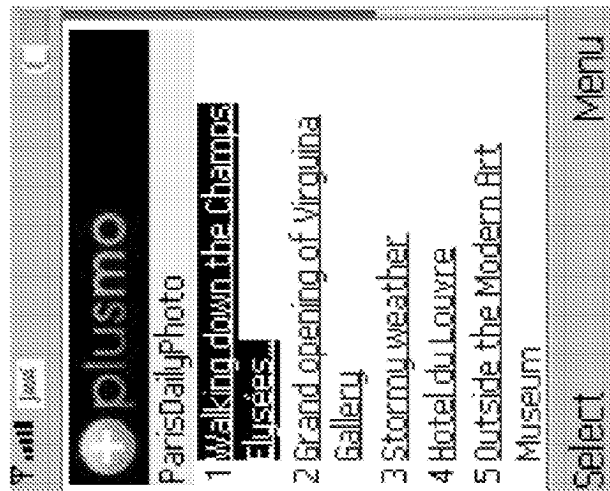 plusmo
ParisDailyPhoto
1 Walking down the Champs
Elysées...
2 Grand opening of Virguina
Gallery
3 Stormy weather
4 Hotel du Louvre
5 Outside the Modern Art
Museum
Select Menu